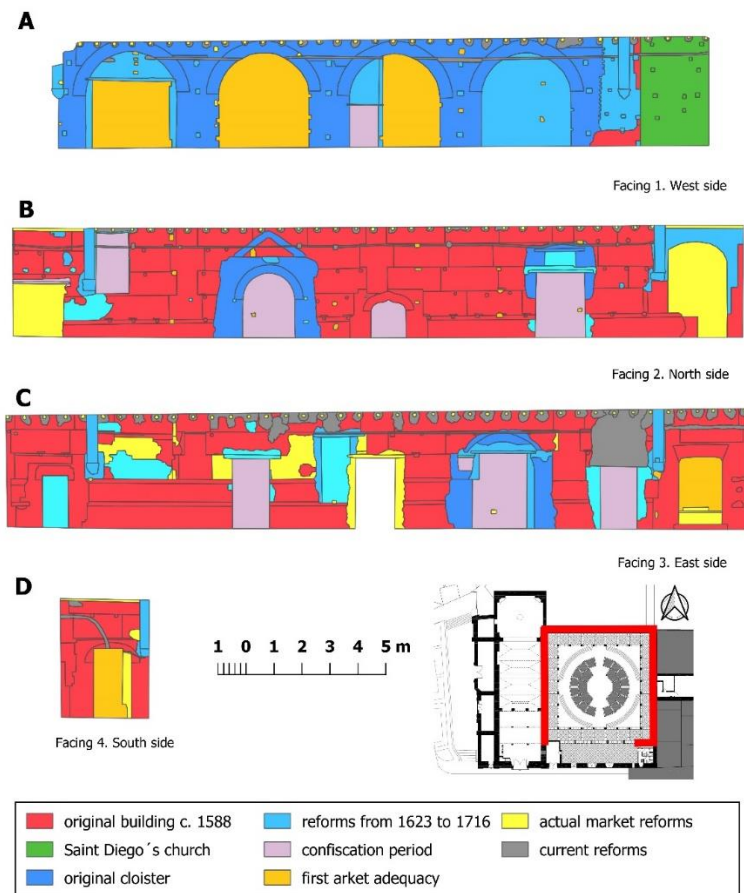 A
Facing 1. West side
B
Facing 2. North side
C
Facing 3. East side
D
1 0 1 2 3 4 5 m
Facing 4. South side
original building c. 1588
reforms from 1623 to 1716
actual market reforms
Saint Diego´s church
confiscation period
current reforms
original cloister
first arket adequacy